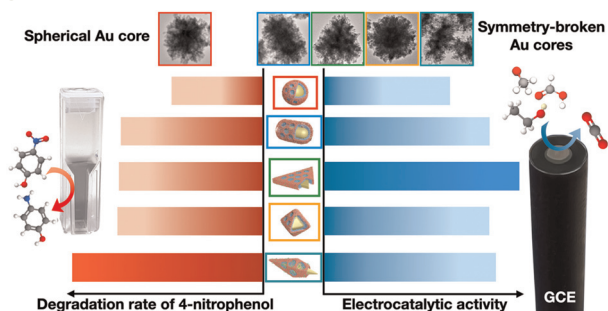 Spherical Au core
Symmetry-broken
Au cores
GCE
Degradation rate of 4-nitrophenol
Electrocatalytic activity